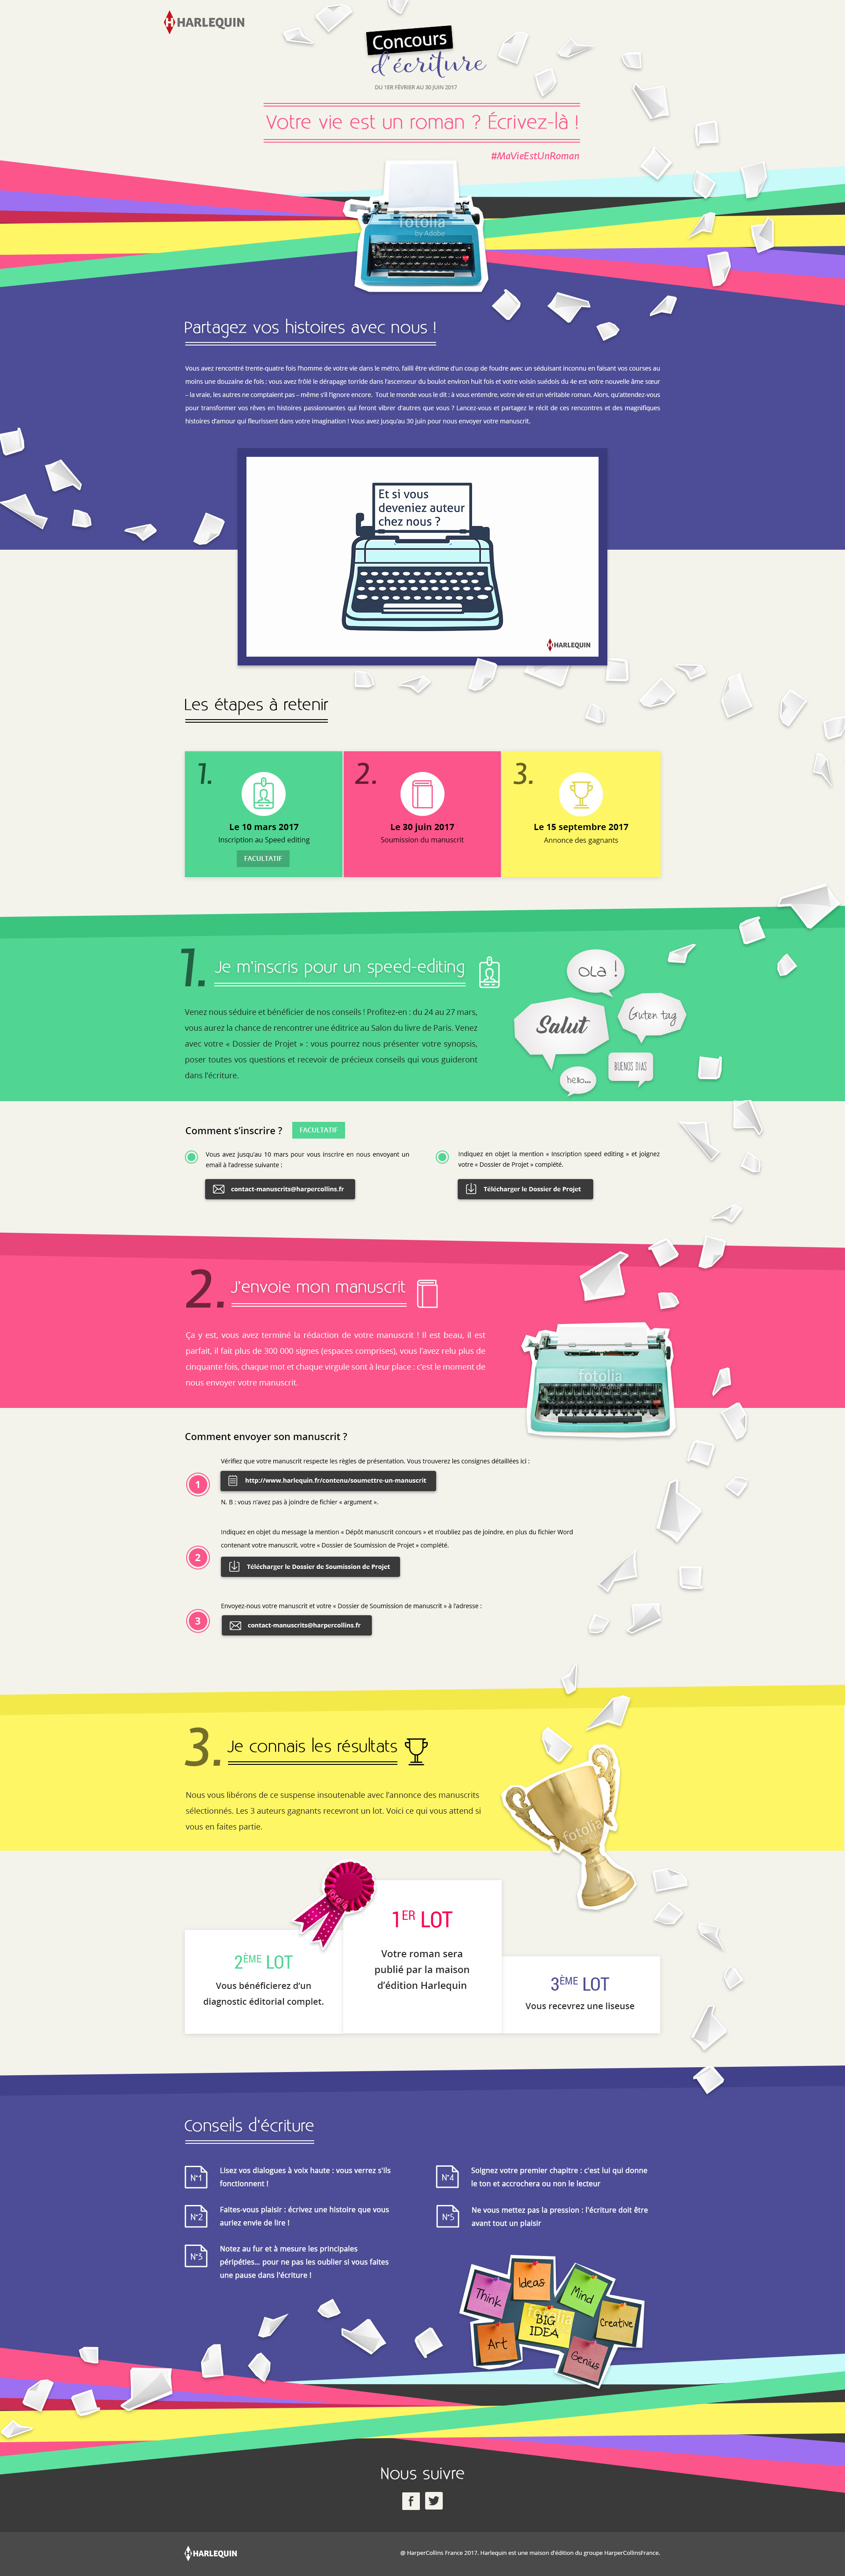 HARLEQUIN
Concours
d'écriture
DU 1ER FÉVRIER AU 30 JUIN 2017
Votre vie est un roman ? Écrivez-là !
#MaVieEstUnRoman
fotolia
by Adobe
Partagez vos histoires avec nous !
Vous avez rencontré trente-quatre fois l'homme de votre vie dans le métro, failli être victime d'un coup de foudre avec un séduisant inconnu en faisant vos courses au
moins une douzaine de fois : vous avez frôlé le dérapage torride dans l'ascenseur du boulot environ huit fois et votre voisin suédois du 4e est votre nouvelle âme sœur
– la vraie, les autres ne comptaient pas – même s'il l'ignore encore. Tout le monde vous le dit : à vous entendre, votre vie est un véritable roman. Alors, qu'attendez-vous
pour transformer vos rêves en histoires passionnantes qui feront vibrer d'autres que vous ? Lancez-vous et partagez le récit de ces rencontres et des magnifiques
histoires d'amour qui fleurissent dans votre imagination ! Vous avez jusqu'au 30 juin pour nous envoyer votre manuscrit.
Et si vous
deveniez auteur
chez nous ?
HARLEQUIN
Les étapes à retenir
1.
Le 10 mars 2017
Inscription au Speed editing
FACULTATIF
2.
Le 30 juin 2017
Soumission du manuscrit
3.
Le 15 septembre 2017
Annonce des gagnants
1. Je m'inscris pour un speed-editing
Venez nous séduire et bénéficier de nos conseils ! Profitez-en : du 24 au 27 mars,
vous aurez la chance de rencontrer une éditrice au Salon du livre de Paris. Venez
avec votre « Dossier de Projet » : vous pourrez nous présenter votre synopsis,
poser toutes vos questions et recevoir de précieux conseils qui vous guideront
dans l'écriture.
OLA !
Salut
Guten tag
BUENOS DIAS
hello...
Comment s'inscrire ? FACULTATIF
Vous avez jusqu'au 10 mars pour vous inscrire en nous envoyant un
email à l'adresse suivante :
contact-manuscrits@harpercollins.fr
Indiquez en objet la mention « Inscription speed editing » et joignez
votre « Dossier de Projet » complété.
Télécharger le Dossier de Projet
2. J'envoie mon manuscrit
Ça y est, vous avez terminé la rédaction de votre manuscrit ! Il est beau, il est
parfait, il fait plus de 300 000 signes (espaces comprises), vous l'avez relu plus de
cinquante fois, chaque mot et chaque virgule sont à leur place : c'est le moment de
nous envoyer votre manuscrit.
fotolia
Comment envoyer son manuscrit ?
1
Vérifiez que votre manuscrit respecte les règles de présentation. Vous trouverez les consignes détaillées ici :
http://www.harlequin.fr/contenu/soumettre-un-manuscrit
N. B : vous n'avez pas à joindre de fichier « argument ».
2
Indiquez en objet du message la mention « Dépôt manuscrit concours » et n'oubliez pas de joindre, en plus du fichier Word
contenant votre manuscrit, votre « Dossier de Soumission de Projet » complété.
Télécharger le Dossier de Soumission de Projet
3
Envoyez-nous votre manuscrit et votre « Dossier de Soumission de manuscrit » à l'adresse :
contact-manuscrits@harpercollins.fr
3. Je connais les résultats
Nous vous libérons de ce suspense insoutenable avec l'annonce des manuscrits
sélectionnés. Les 3 auteurs gagnants recevront un lot. Voici ce qui vous attend si
vous en faites partie.
fotolia
1ER LOT
Votre roman sera
publié par la maison
d'édition Harlequin
2ÈME LOT
Vous bénéficierez d'un
diagnostic éditorial complet.
3ÈME LOT
Vous recevrez une liseuse
Conseils d'écriture
N°1
Lisez vos dialogues à voix haute : vous verrez s'ils
fonctionnent !
N°2
Faites-vous plaisir : écrivez une histoire que vous
auriez envie de lire !
N°3
Notez au fur et à mesure les principales
péripéties... pour ne pas les oublier si vous faites
une pause dans l'écriture !
N°4
Soignez votre premier chapitre : c'est lui qui donne
le ton et accrochera ou non le lecteur
N°5
Ne vous mettez pas la pression : l'écriture doit être
avant tout un plaisir
Think
Ideas
Mind
Art
BIG
IDEA
Creative
Genius
Nous suivre
HARLEQUIN
@ HarperCollins France 2017. Harlequin est une maison d'édition du groupe HarperCollinsFrance.